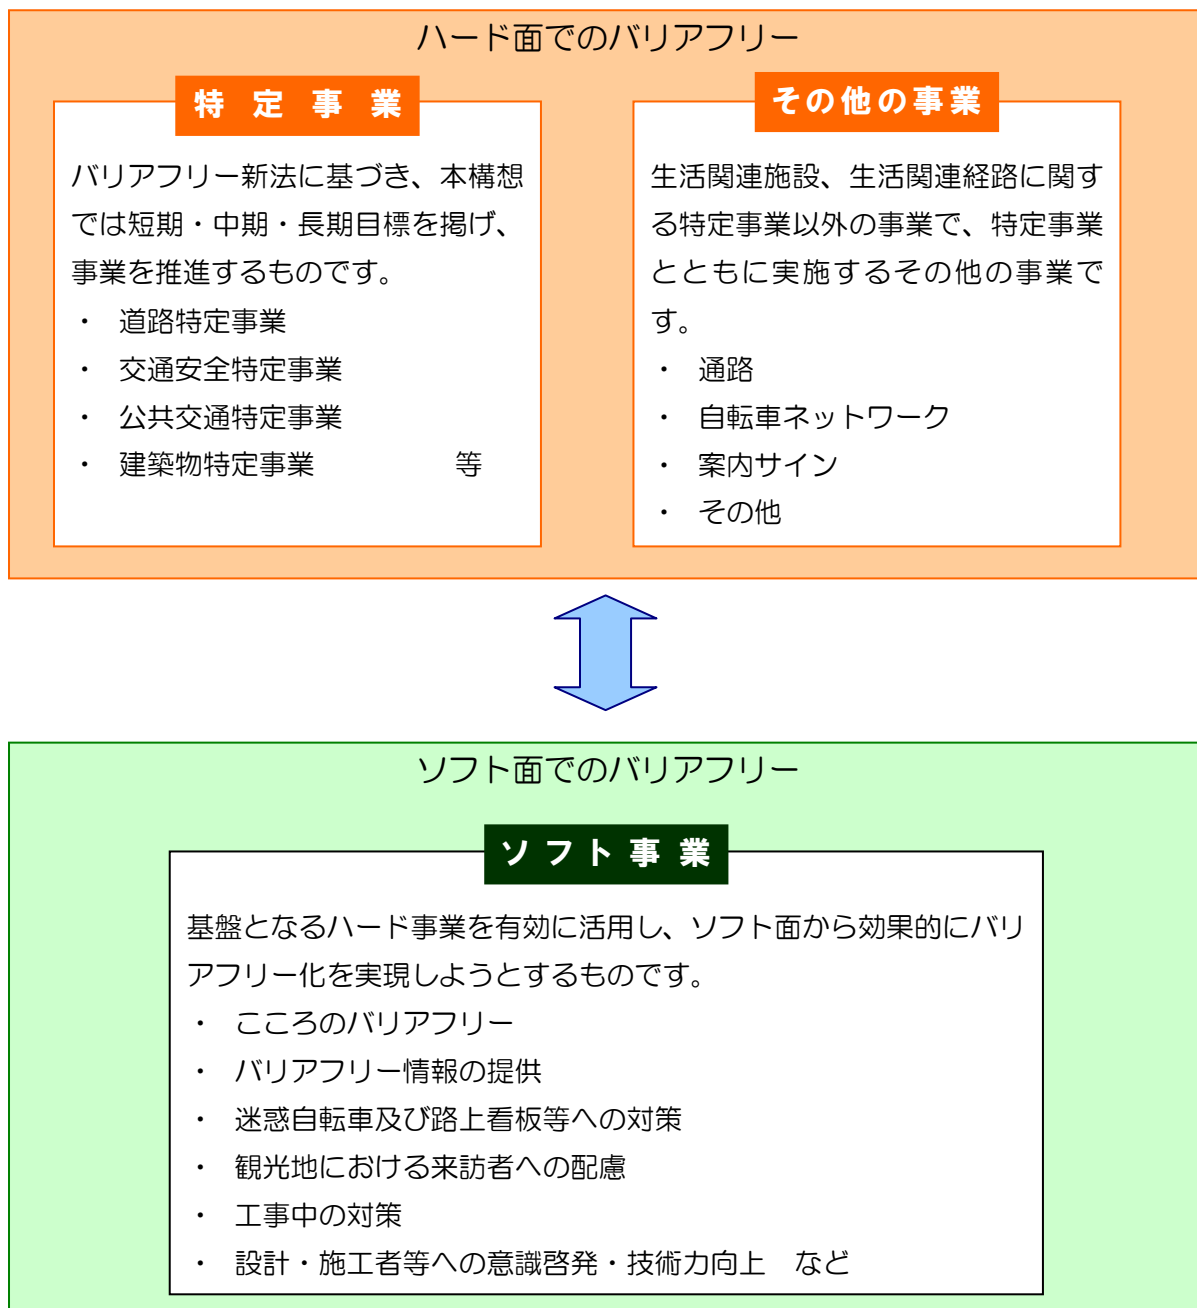 ハード面でのバリアフリー
特定事業
バリアフリー新法に基づき、本構想
では短期・中期・長期目標を掲げ、
事業を推進するものです。
・ 道路特定事業
・ 交通安全特定事業
・ 公共交通特定事業
・ 建築物特定事業 等
その他の事業
生活関連施設、生活関連経路に関す
る特定事業以外の事業で、特定事業
とともに実施するその他の事業で
す。
・ 通路
・ 自転車ネットワーク
・ 案内サイン
・ その他
ソフト面でのバリアフリー
ソフト事業
基盤となるハード事業を有効に活用し、ソフト面から効果的にバリ
アフリー化を実現しようとするものです。
・ こころのバリアフリー
・ バリアフリー情報の提供
・ 迷惑自転車及び路上看板等への対策
・ 観光地における来訪者への配慮
・ 工事中の対策
・ 設計・施工者等への意識啓発・技術力向上 など